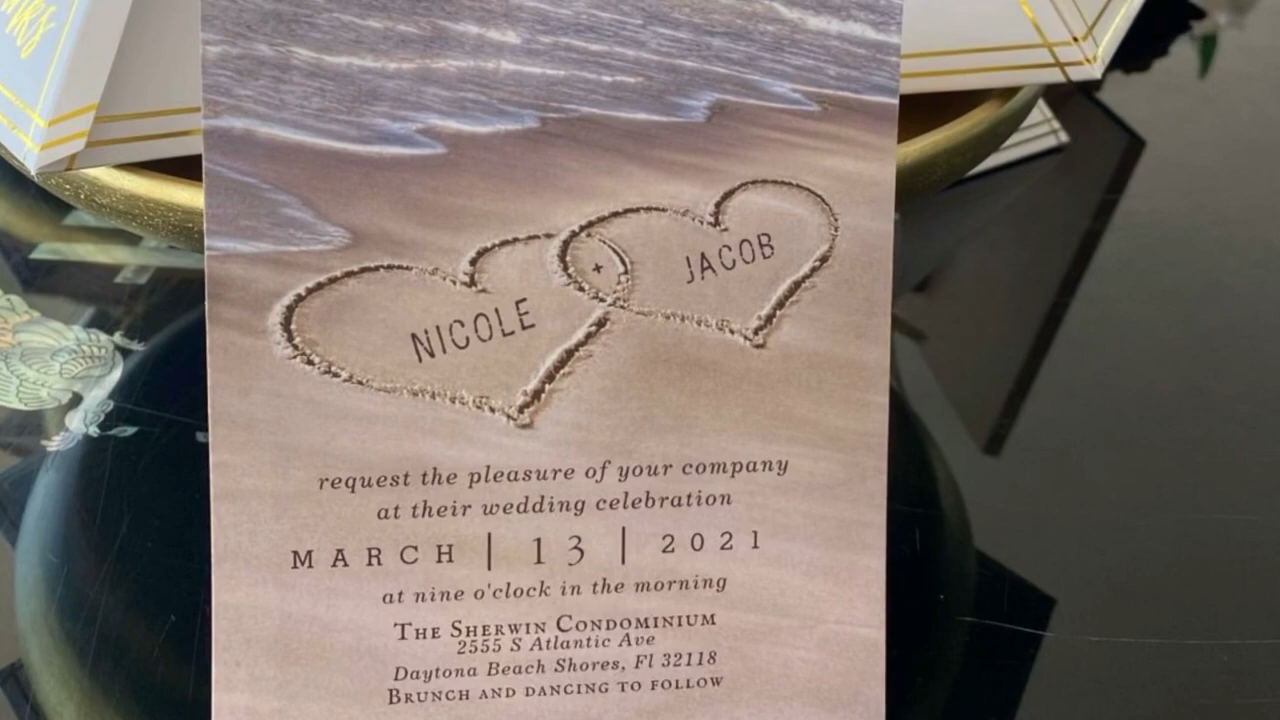 NICOLE
+
JACOB
request the pleasure of your company
at their wedding celebration
MARCH | 13 | 2021
at nine o'clock in the morning
THE SHERWIN CONDOMINIUM
2555 S Atlantic Ave
Daytona Beach Shores, Fl 32118
BRUNCH AND DANCING TO FOLLOW